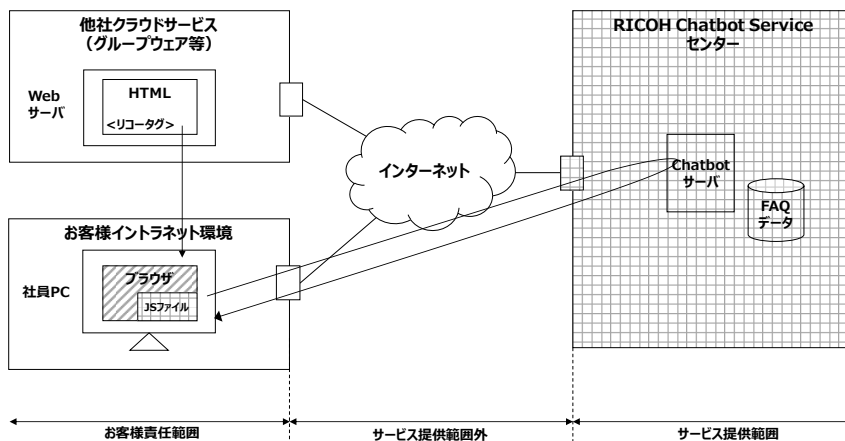 他社クラウドサービス
（グループウェア等）
Web
サーバ
HTML
<リコータグ>
RICOH Chatbot Service
センター
インターネット
Chatbot
サーバ
FAQ
データ
お客様イントラネット環境
社員PC
ブラウザ
JSファイル
お客様責任範囲
サービス提供範囲外
サービス提供範囲